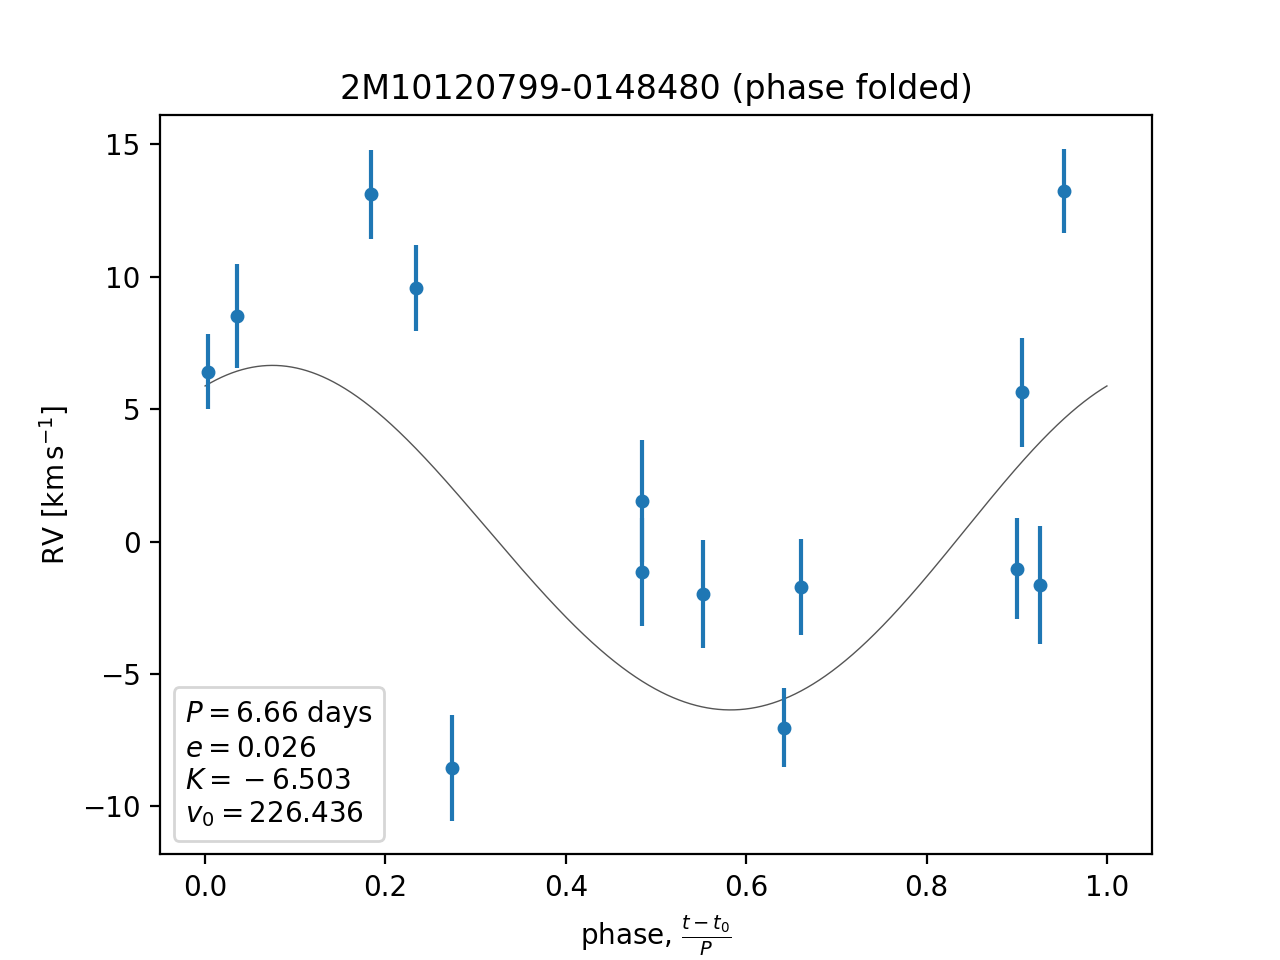 2M10120799-0148480 (phase folded)
15
10
5
0
−5
−10
RV [km s⁻¹]
P = 6.66 days
e = 0.026
K = − 6.503
v₀ = 226.436
0.0 0.2 0.4 0.6 0.8 1.0
phase, (t − t₀)/P